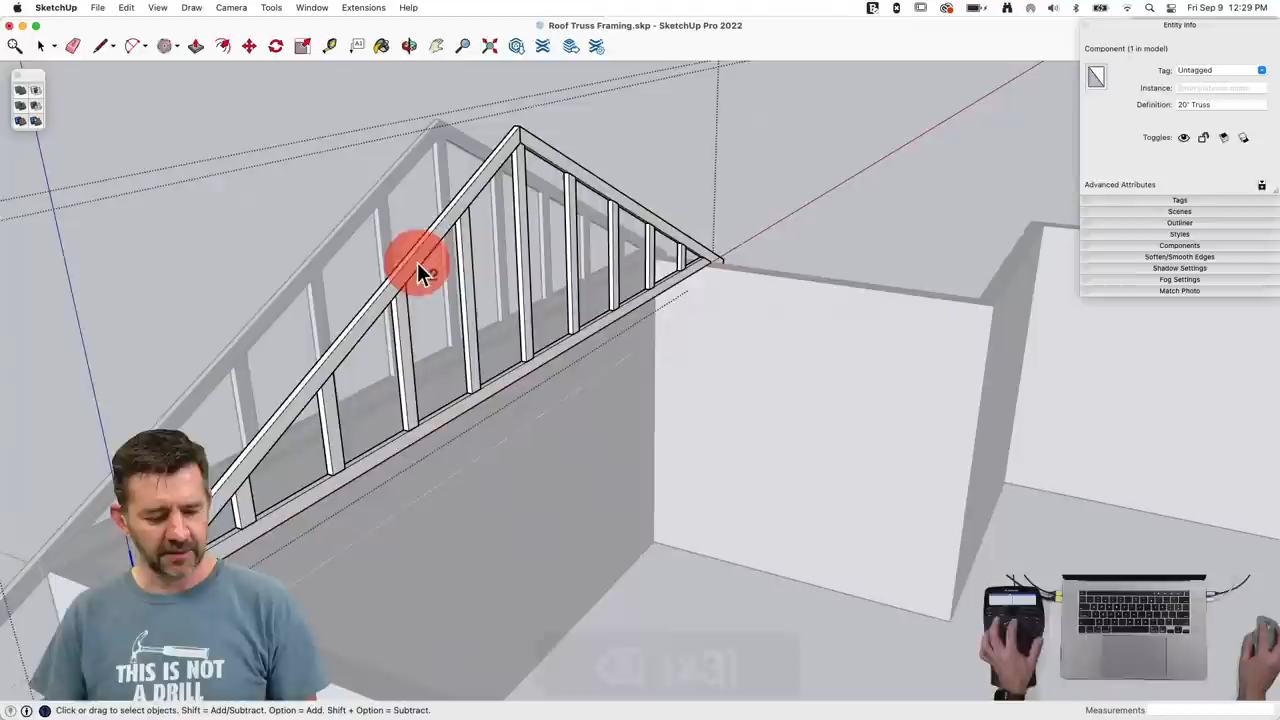 SketchUp File Edit View Draw Camera Tools Window Extensions Help Fri Sep 9 12:29 PM
Roof Truss Framing.skp - SketchUp Pro 2022
Entity Info
Component (1 in model)
Tag: Untagged
Instance:
Definition: 20' Truss
Toggles:
Advanced Attributes
Tags
Scenes
Outliner
Styles
Components
Soften/Smooth Edges
Shadow Settings
Fog Settings
Match Photo
THIS IS NOT
A DRILL
Click or drag to select objects. Shift = Add/Subtract. Option = Add. Shift + Option = Subtract.
Measurements